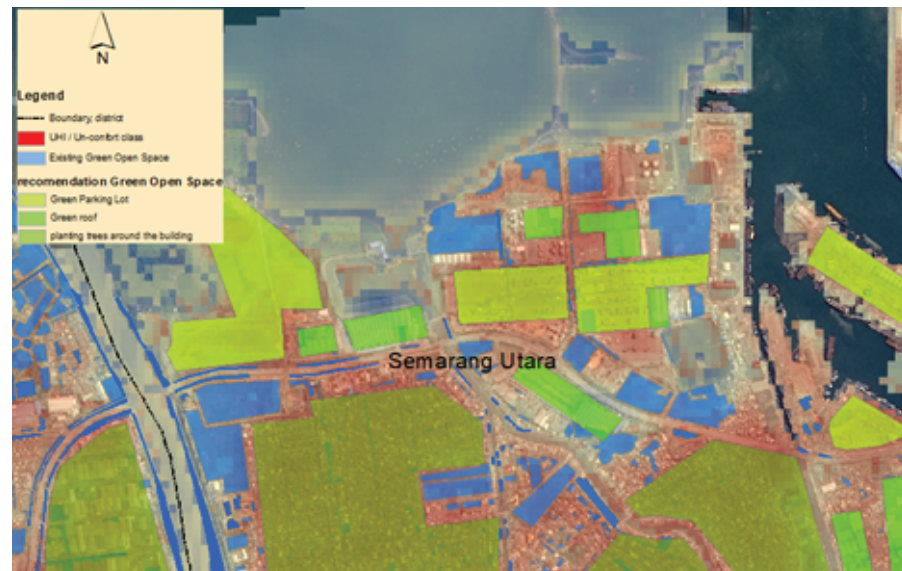 N
Legend
Boundary, district
UHI / Un-confort class
Existing Green Open Space
recomendation Green Open Space
Green Parking Lot
Green roof
planting trees around the building
Semarang Utara